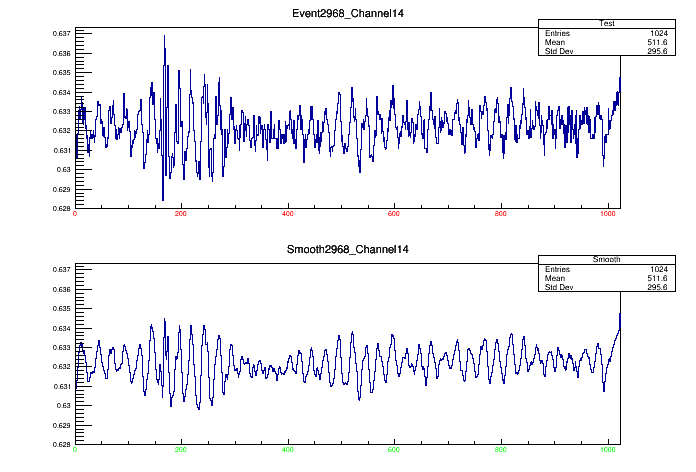 Event2968_Channel14
Test
Entries 1024
Mean 511.6
Std Dev 295.6
0.637
0.636
0.635
0.634
0.633
0.632
0.631
0.63
0.629
0.628
0 200 400 600 800 1000
Smooth2968_Channel14
Smooth
Entries 1024
Mean 511.6
Std Dev 295.6
0.637
0.636
0.635
0.634
0.633
0.632
0.631
0.63
0.629
0.628
0 200 400 600 800 1000